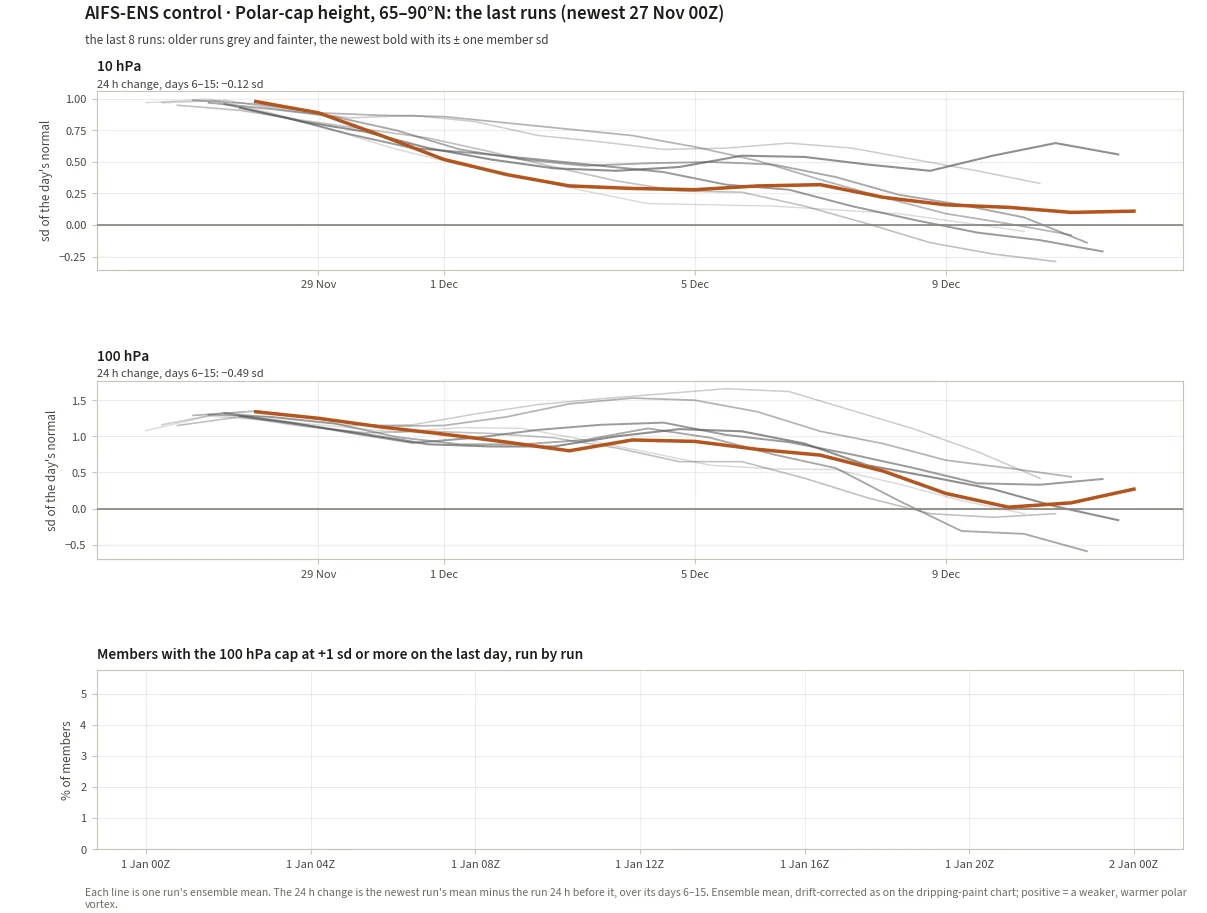 AIFS-ENS control · Polar-cap height, 65–90°N: the last runs (newest 27 Nov 00Z)
the last 8 runs: older runs grey and fainter, the newest bold with its ± one member sd
10 hPa
24 h change, days 6–15: −0.12 sd
1.00
0.75
0.50
0.25
0.00
−0.25
sd of the day's normal
29 Nov
1 Dec
5 Dec
9 Dec
100 hPa
24 h change, days 6–15: −0.49 sd
1.5
1.0
0.5
0.0
−0.5
sd of the day's normal
29 Nov
1 Dec
5 Dec
9 Dec
Members with the 100 hPa cap at +1 sd or more on the last day, run by run
5
4
3
2
1
0
% of members
1 Jan 00Z
1 Jan 04Z
1 Jan 08Z
1 Jan 12Z
1 Jan 16Z
1 Jan 20Z
2 Jan 00Z
Each line is one run's ensemble mean. The 24 h change is the newest run's mean minus the run 24 h before it, over its days 6–15. Ensemble mean, drift-corrected as on the dripping-paint chart; positive = a weaker, warmer polar
vortex.